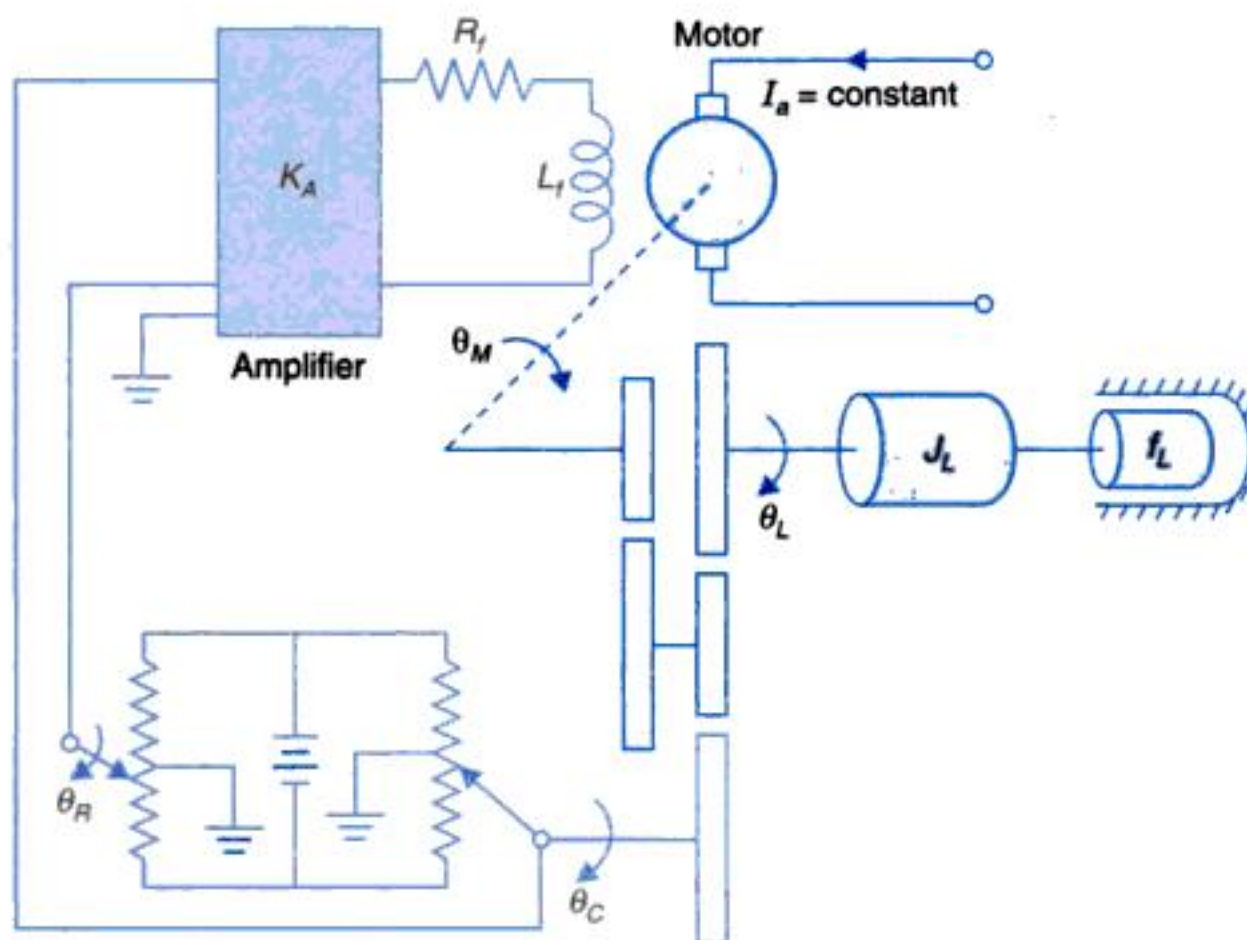 R_f
Motor
I_a = constant
K_A
L_f
θ_M
Amplifier
J_L
f_L
θ_L
θ_R
θ_C